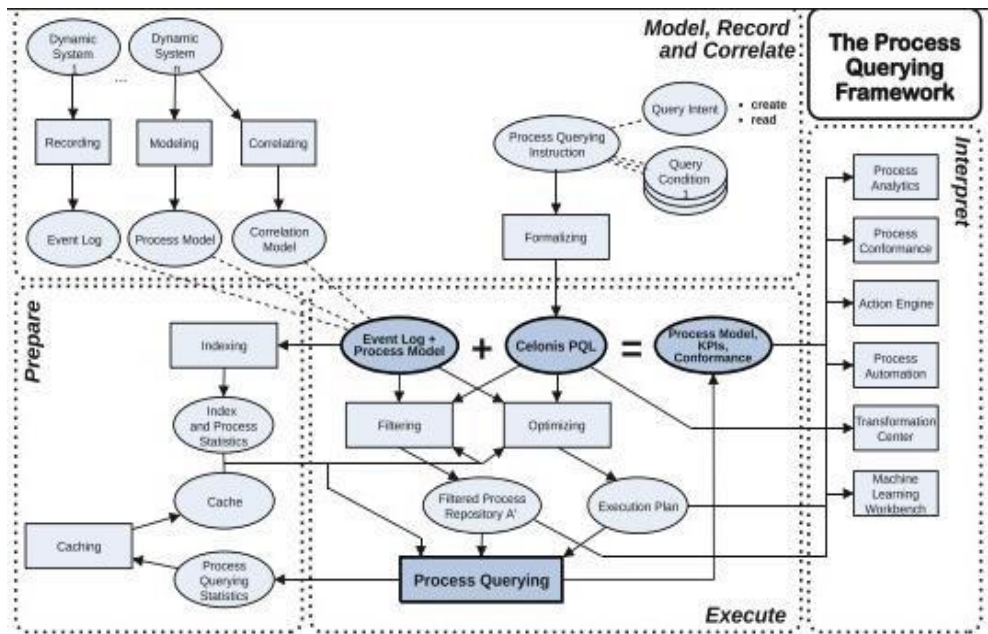 Dynamic
System
1
...
Dynamic
System
n
Model, Record
and Correlate
The Process
Querying
Framework
Query Intent
• create
• read
Recording
Modeling
Correlating
Process Querying
Instruction
Query
Condition
1
Interpret
Process
Analytics
Event Log
Process Model
Correlation
Model
Formalizing
Process
Conformance
Prepare
Action Engine
Indexing
Event Log +
Process Model
+
Celonis PQL
=
Process Model,
KPIs,
Conformance
Process
Automation
Index
and Process
Statistics
Filtering
Optimizing
Transformation
Center
Cache
Filtered Process
Repository A'
Execution Plan
Machine
Learning
Workbench
Caching
Process
Querying
Statistics
Process Querying
Execute